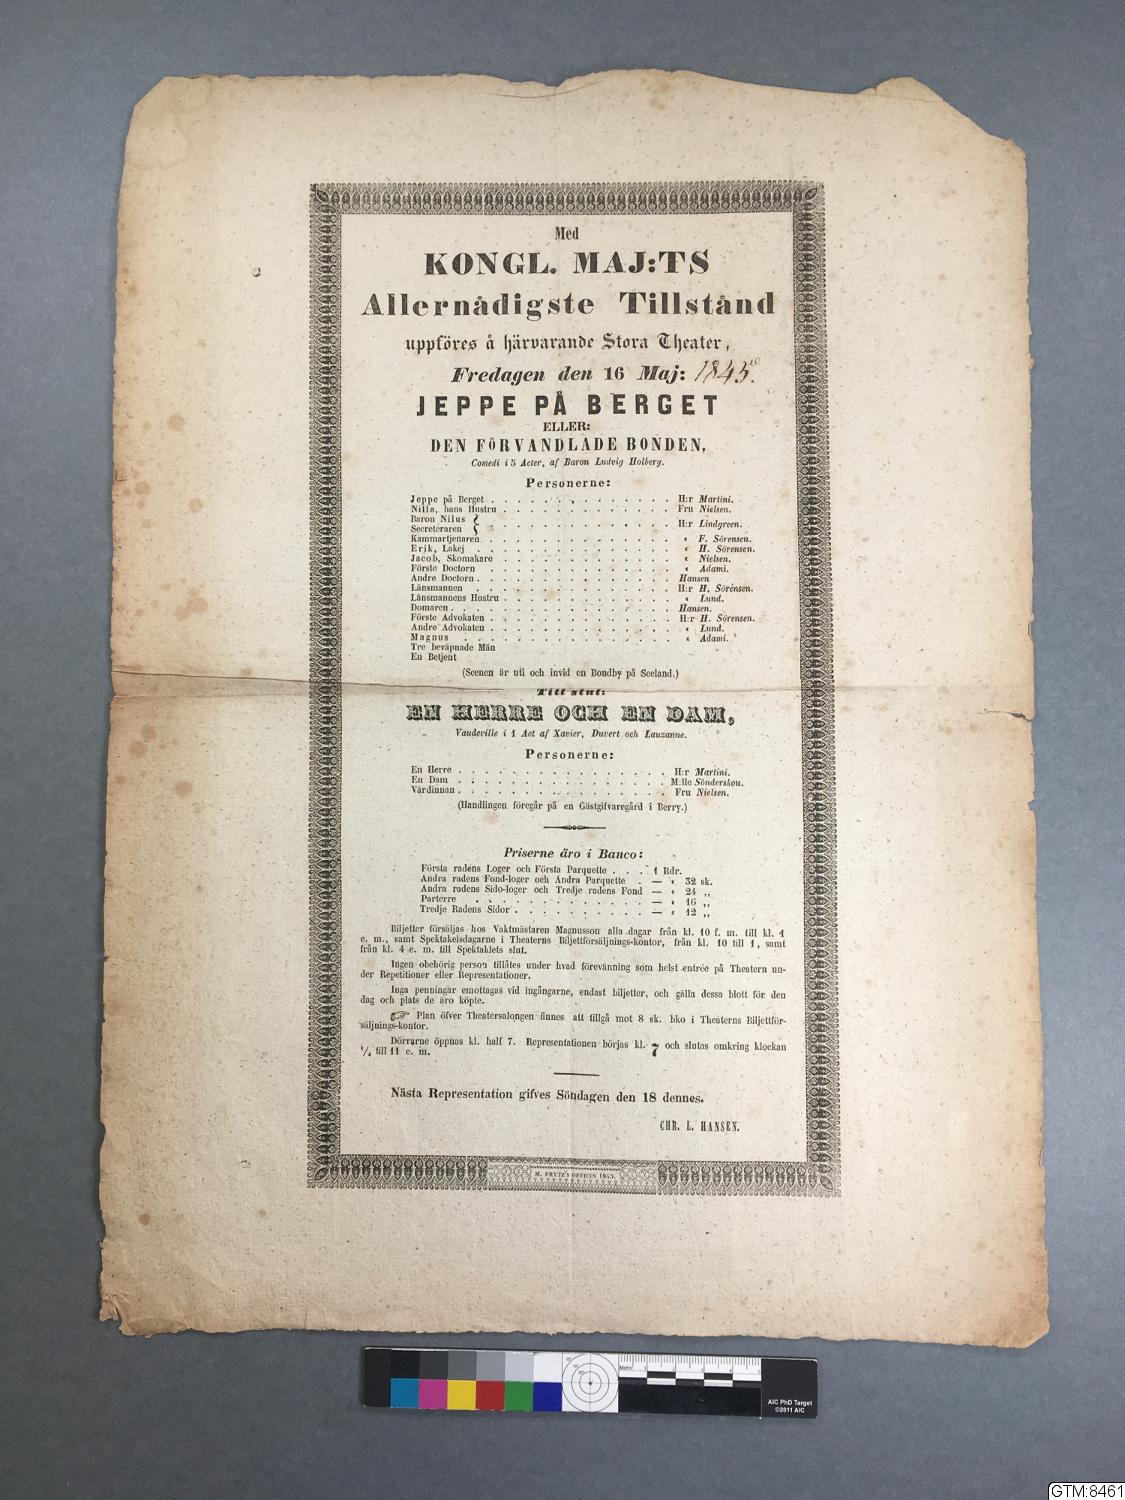 Med
KONGL. MAJ:TS
Allernådigste Tillstånd
uppföres å härvarande Stora Theater,
Fredagen den 16 Maj: 1845.
JEPPE PÅ BERGET
ELLER:
DEN FÖRVANDLADE BONDEN,
Comedi i 5 Acter, af Baron Ludvig Holberg.
Personerne:
Jeppe på Berget . . . . . . . . . . . . . . H:r Martini.
Nilla, hans Hustru . . . . . . . . . . . . . Fru Nielsen.
Baron Nilus
Secreteraren } . . . . . . . . . . . . . . H:r Lindgreen.
Kammartjenaren . . . . . . . . . . . . . . « F. Sörensen.
Erik, Lakej . . . . . . . . . . . . . . . « H. Sörensen.
Jacob, Skomakare . . . . . . . . . . . . . « Nielsen.
Förste Doctorn . . . . . . . . . . . . . . « Adami.
Andre Doctorn . . . . . . . . . . . . . . . Hansen
Länsmannen . . . . . . . . . . . . . . . H:r H. Sörensen.
Länsmannens Hustru . . . . . . . . . . . . . « Lund.
Domaren . . . . . . . . . . . . . . . . . Hansen.
Förste Advokaten . . . . . . . . . . . . . . H:r H. Sörensen.
Andre Advokaten . . . . . . . . . . . . . . « Lund.
Magnus . . . . . . . . . . . . . . . . « Adami.
Tre beväpnade Män
En Betjent
(Scenen är uti och invid en Bondby på Seeland.)
Till slut:
EN HERRE OCH EN DAM,
Vaudeville i 1 Act af Xavier, Duvert och Lauzanne.
Personerne:
En Herre . . . . . . . . . . . . . . . . H:r Martini.
En Dam . . . . . . . . . . . . . . . . M:lle Sönderskou.
Värdinnan . . . . . . . . . . . . . . . . Fru Nielsen.
(Handlingen föregår på en Gästgifvaregård i Berry.)
Priserne äro i Banco:
Första radens Loger och Första Parquette . . . 1 Rdr.
Andra radens Fond-loger och Andra Parquette . — « 32 sk.
Andra radens Sido-loger och Tredje radens Fond — « 24 „
Parterre . . . . . . . . . . . . — « 16 „
Tredje Radens Sidor . . . . . . . . . . — « 12 „
Biljetter försäljas hos Vaktmästaren Magnusson alla dagar från kl. 10 f. m. till kl. 1
e. m., samt Spektakelsdagarne i Theaterns Biljettförsäljnings-kontor, från kl. 10 till 1, samt
från kl. 4 e. m. till Spektaklets slut.
Ingen obehörig person tillåtes under hvad förevänning som helst entrée på Theatern un-
der Repetitioner eller Representationer.
Inga penningar emottagas vid ingångarne, endast biljetter, och gälla dessa blott för den
dag och plats de äro köpte.
☞ Plan öfver Theatersalongen finnes att tillgå mot 8 sk. bko i Theaterns Biljettför-
säljnings-kontor.
Dörrarne öppnas kl. half 7. Representationen börjas kl. 7 och slutas omkring klockan
¼ till 11 e. m.
Nästa Representation gifves Söndagen den 18 dennes.
CHR. L. HANSEN.
M. PRYTZ'S OFFICIN 1845.
AIC PhD Target
©2011 AIC
GTM:8461